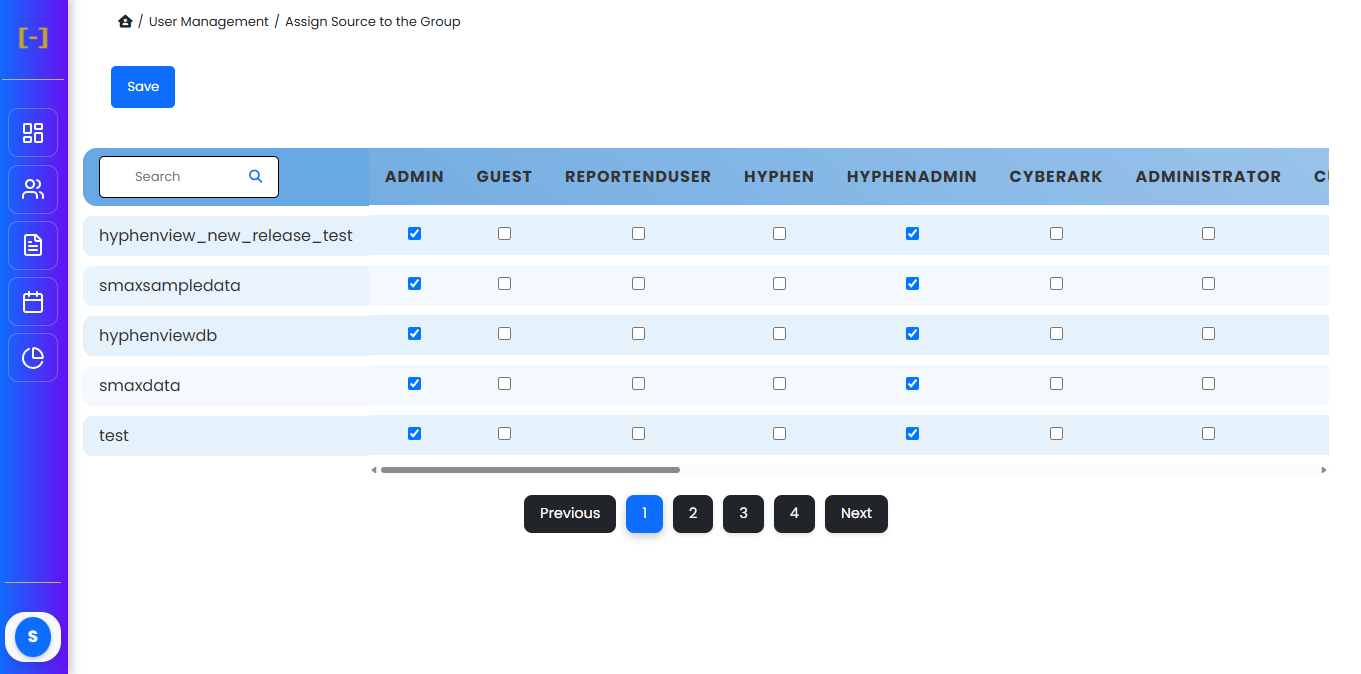 [-]
/ User Management / Assign Source to the Group
Save
Search ADMIN GUEST REPORTENDUSER HYPHEN HYPHENADMIN CYBERARK ADMINISTRATOR
hyphenview_new_release_test
smaxsampledata
hyphenviewdb
smaxdata
test
Previous 1 2 3 4 Next
S